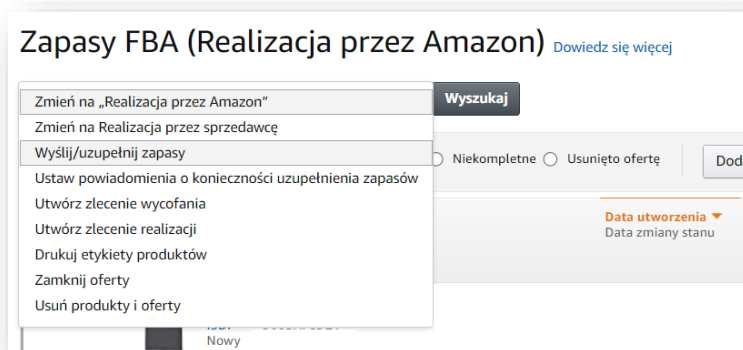 Zapasy FBA (Realizacja przez Amazon) Dowiedz się więcej
Zmień na „Realizacja przez Amazon”
Wyszukaj
Zmień na Realizacja przez sprzedawcę
Wyślij/uzupełnij zapasy
Niekompletne
Usunięto ofertę
Ustaw powiadomienia o konieczności uzupełnienia zapasów
Utwórz zlecenie wycofania
Utwórz zlecenie realizacji
Drukuj etykiety produktów
Zamknij oferty
Usuń produkty i oferty
Data utworzenia
Data zmiany stanu
Nowy